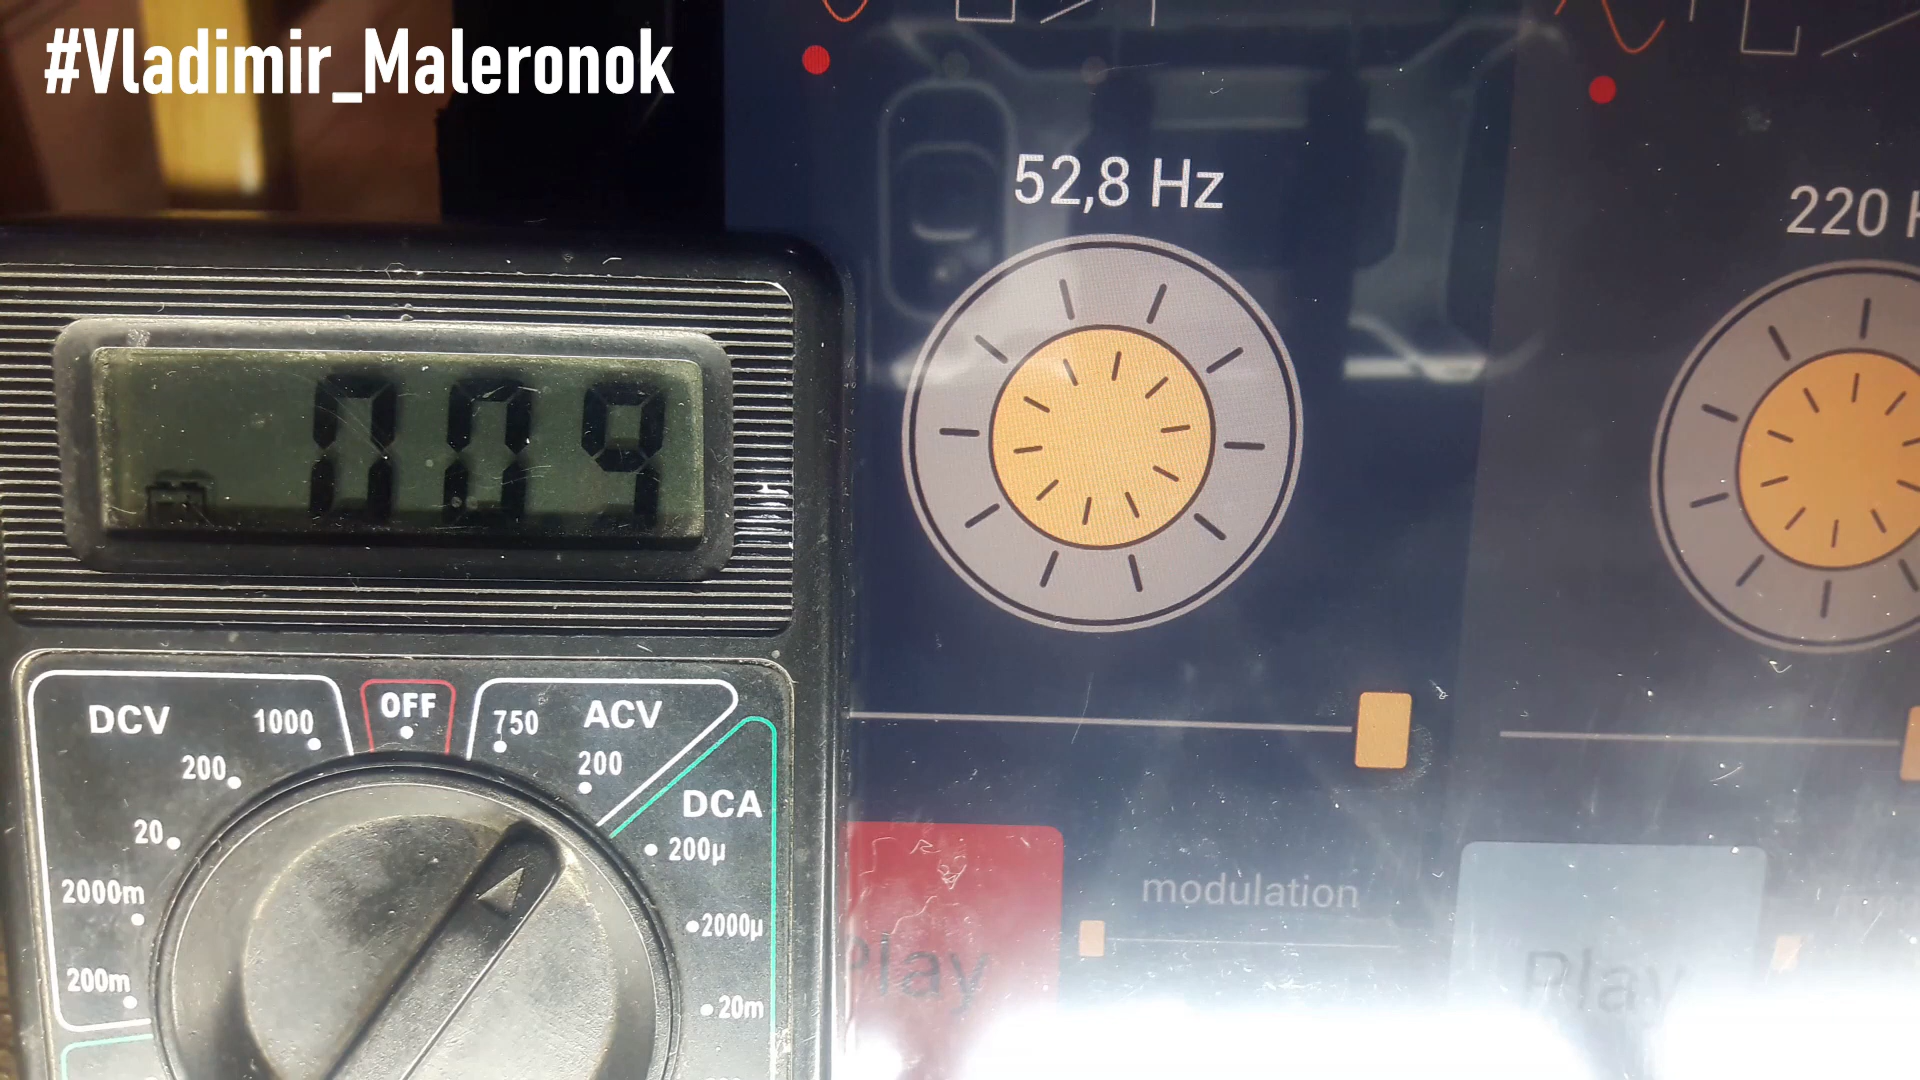 #Vladimir_Maleronok
52,8 Hz
220
009
DCV
1000
OFF
750
ACV
200
200
DCA
20
200µ
2000m
2000µ
200m
20m
modulation
Play
Play